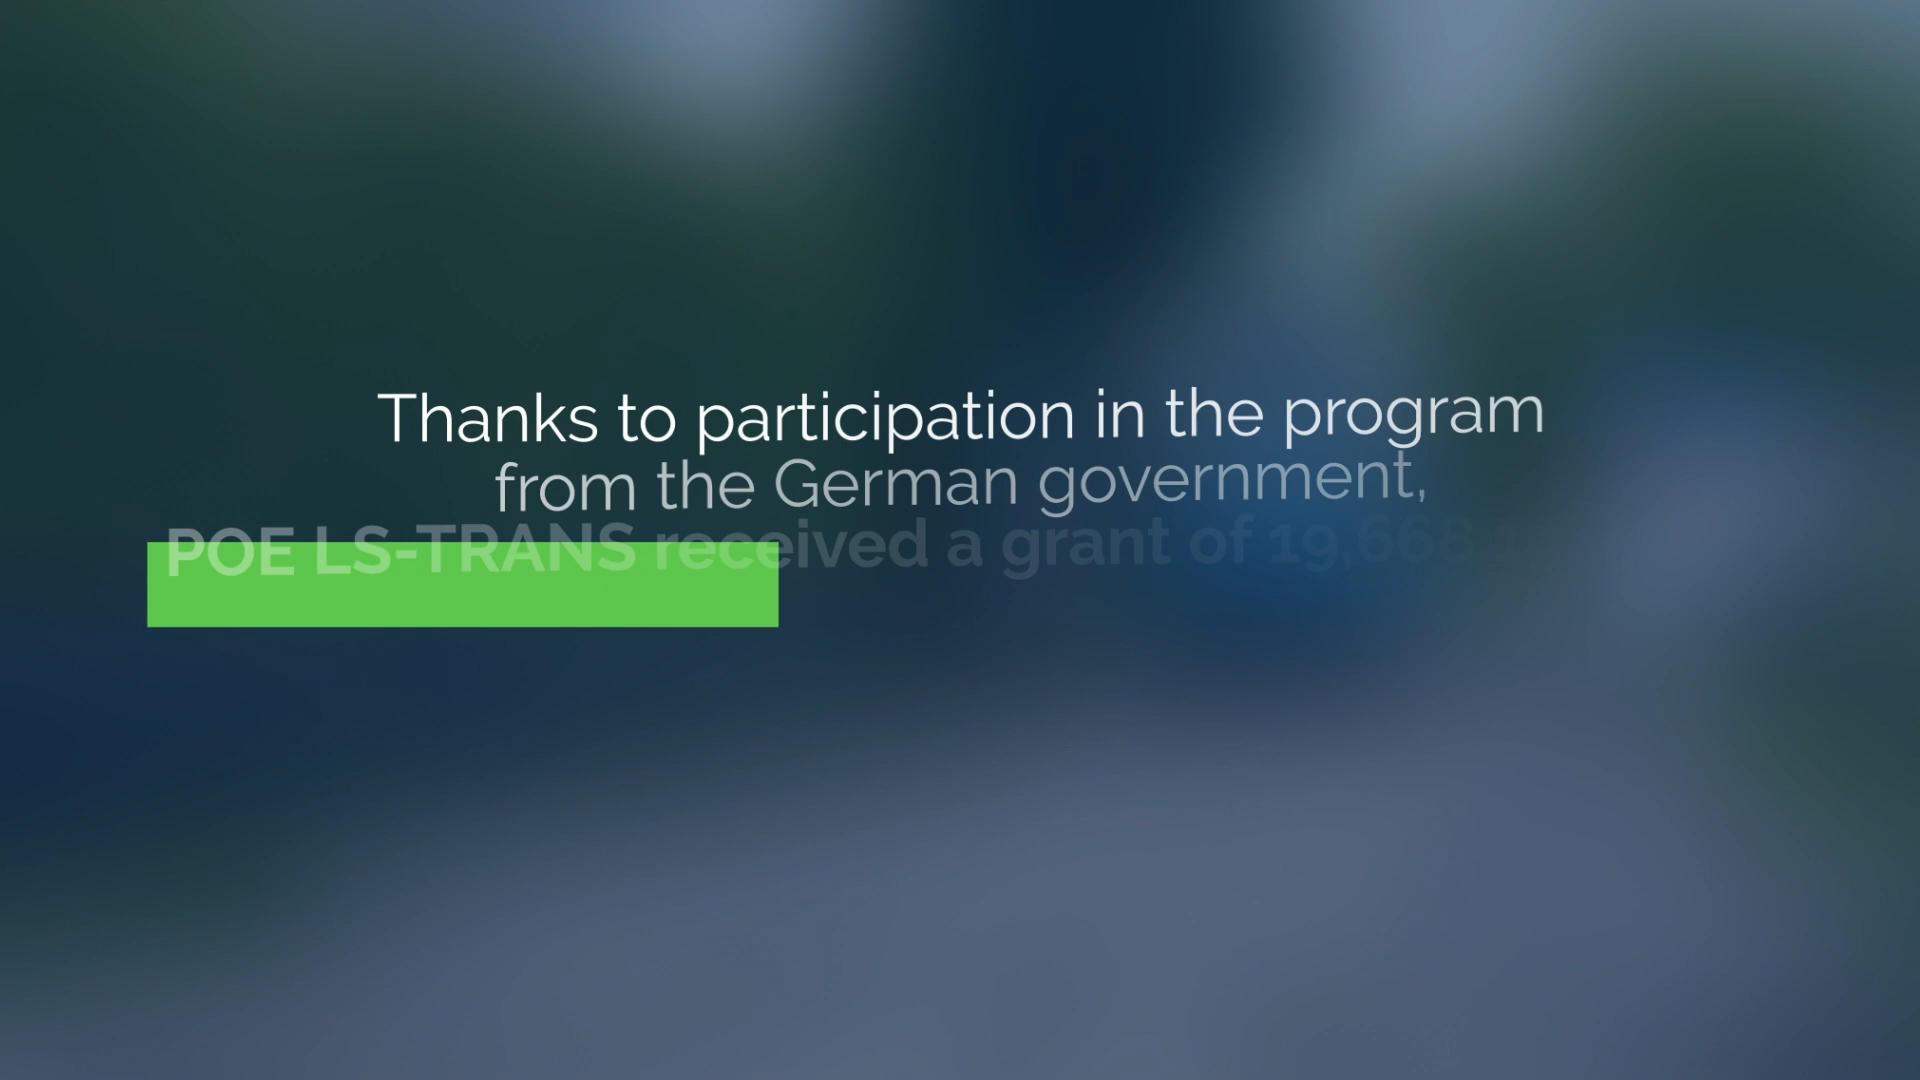 Thanks to participation in the program
from the German government,
POE LS-TRANS received a grant of